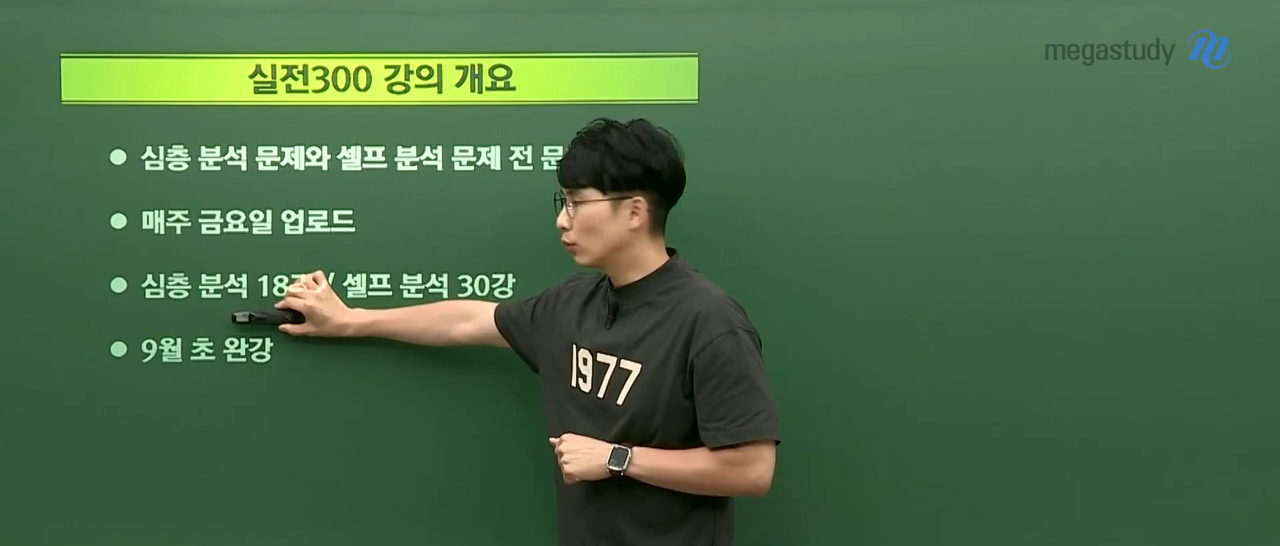 megastudy
실전300 강의 개요
● 심층 분석 문제와 셀프 분석 문제 전
● 매주 금요일 업로드
● 심층 분석 / 셀프 분석 30강
● 9월 초 완강
1977